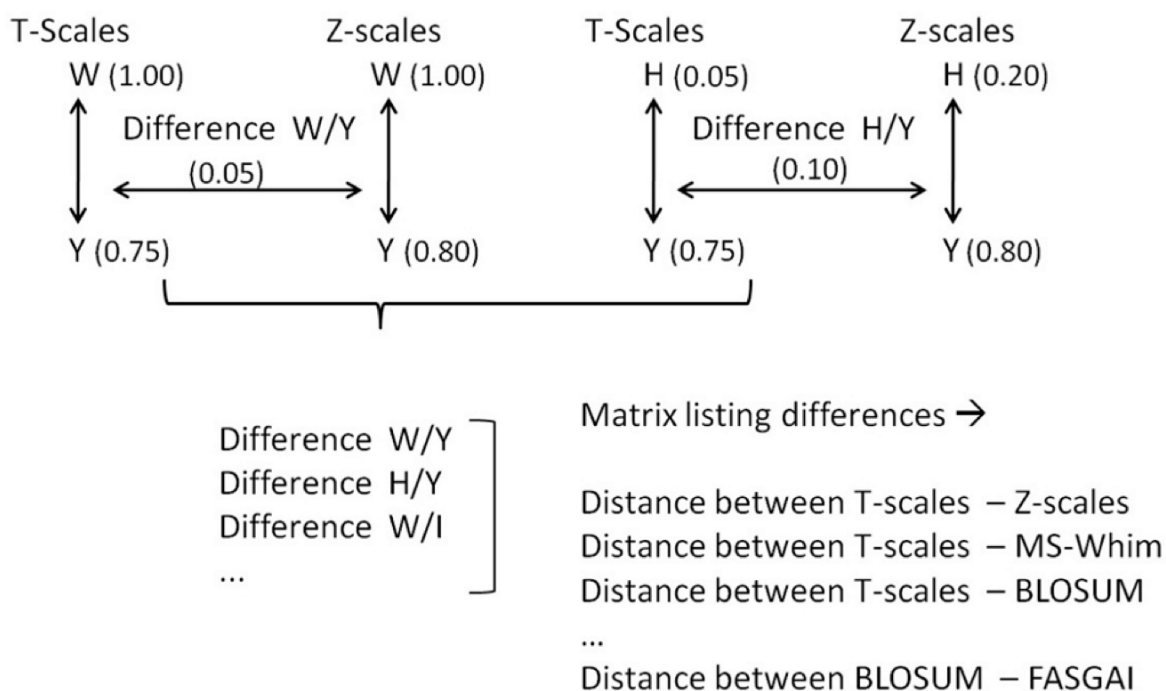 T-Scales Z-scales T-Scales Z-scales
W (1.00) W (1.00) H (0.05) H (0.20)
Difference W/Y Difference H/Y
(0.05) (0.10)
Y (0.75) Y (0.80) Y (0.75) Y (0.80)
Matrix listing differences →
Difference W/Y
Difference H/Y
Difference W/I
...
Distance between T-scales – Z-scales
Distance between T-scales – MS-Whim
Distance between T-scales – BLOSUM
...
Distance between BLOSUM – FASGAI